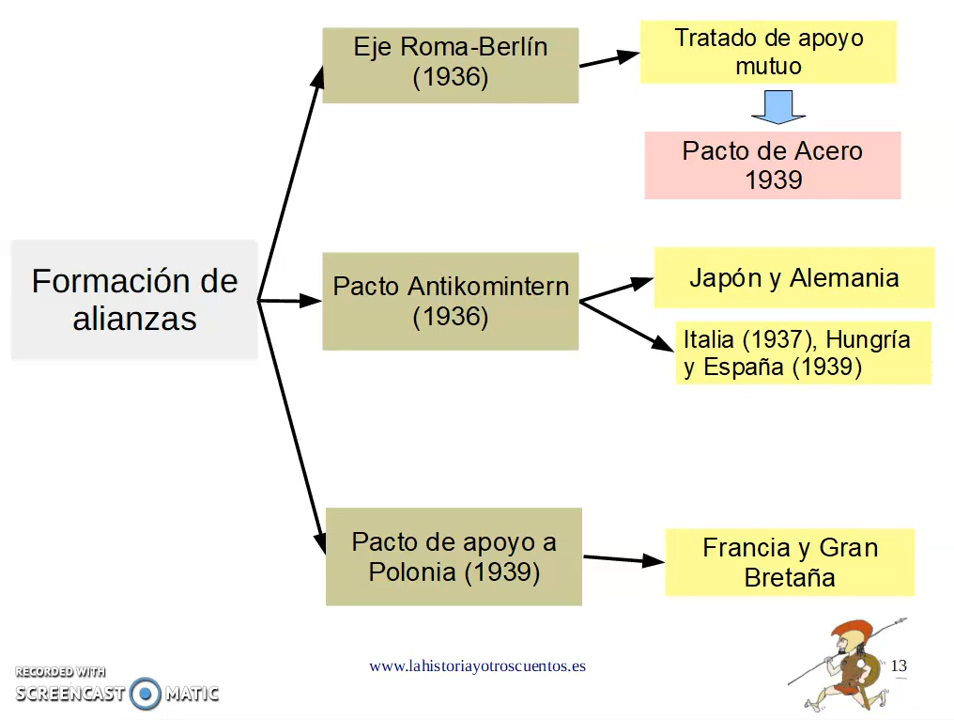 Eje Roma-Berlín
(1936)
Tratado de apoyo
mutuo
Pacto de Acero
1939
Formación de
alianzas
Pacto Antikomintern
(1936)
Japón y Alemania
Italia (1937), Hungría
y España (1939)
Pacto de apoyo a
Polonia (1939)
Francia y Gran
Bretaña
www.lahistoriayotroscuentos.es
13
RECORDED WITH
SCREENCAST MATIC